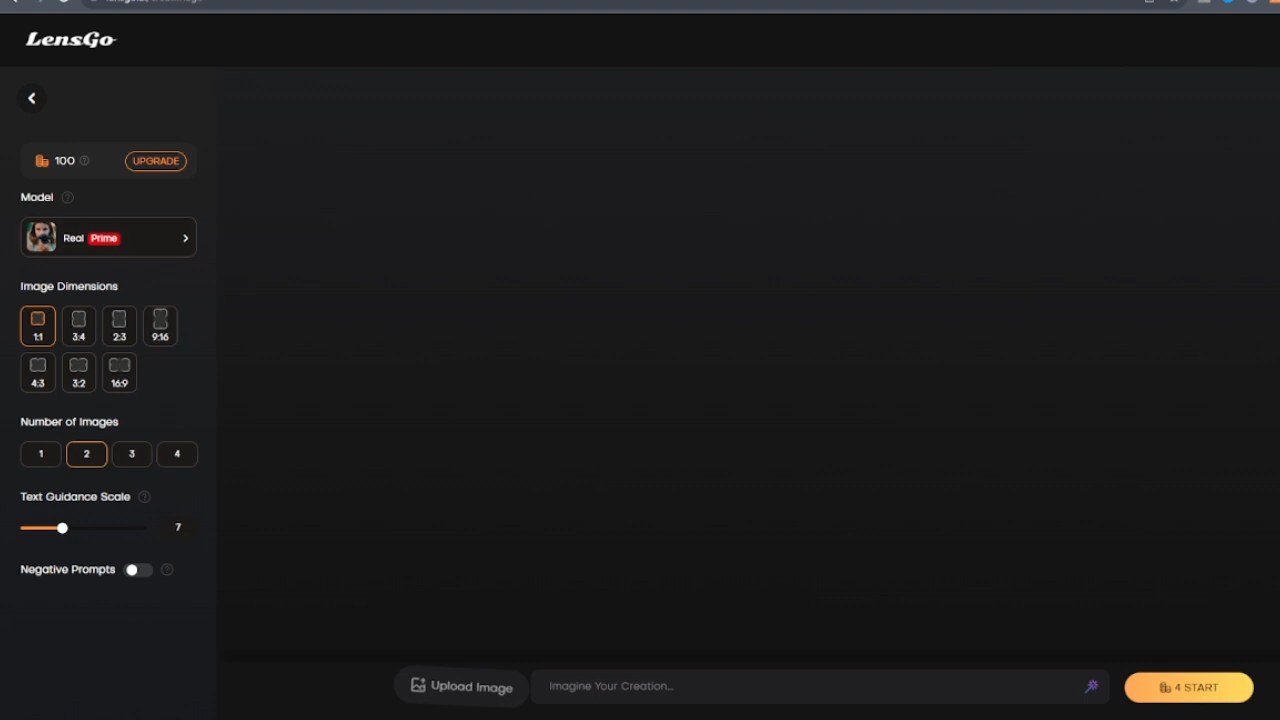 LensGo
100
UPGRADE
Model
Real Prime
Image Dimensions
1:1 3:4 2:3 9:16
4:3 3:2 16:9
Number of Images
1 2 3 4
Text Guidance Scale
7
Negative Prompts
Upload Image
Imagine Your Creation...
4 START